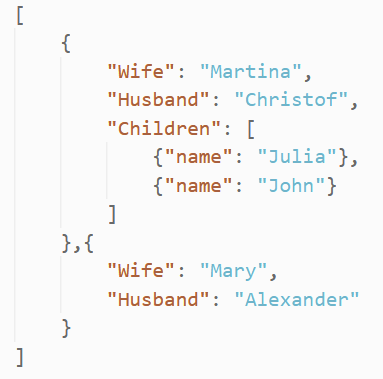 [
    {
        "Wife": "Martina",
        "Husband": "Christof",
        "Children": [
            {"name": "Julia"},
            {"name": "John"}
        ]
    },{
        "Wife": "Mary",
        "Husband": "Alexander"
    }
]